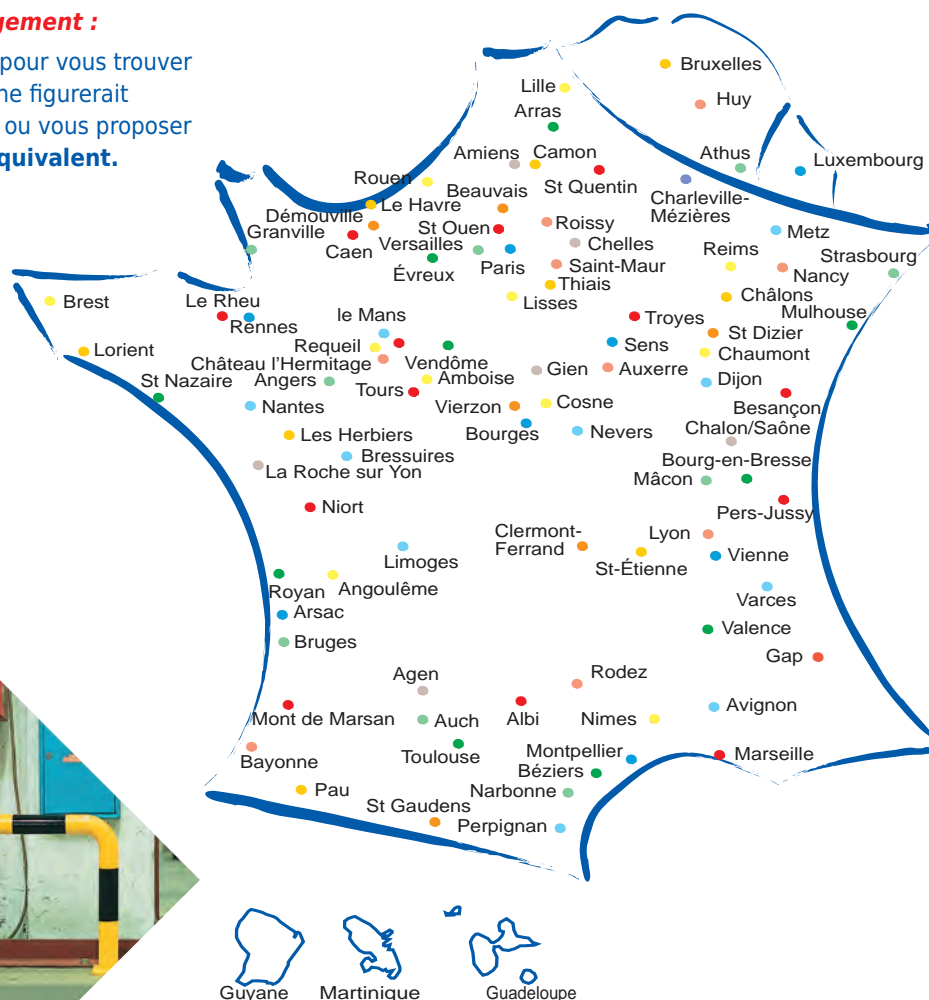 gement :
pour vous trouver
ne figurerait
ou vous proposer
quivalent.
Bruxelles
Lille
Huy
Arras
Amiens
Camon
Athus
Luxembourg
Rouen
Beauvais
St Quentin
Charleville-
Mézières
Démouville
Le Havre
Granville
St Ouen
Roissy
Metz
Caen
Versailles
Chelles
Reims
Strasbourg
Évreux
Paris
Saint-Maur
Nancy
Thiais
Brest
Le Rheu
Lisses
Châlons
Mulhouse
Rennes
le Mans
Troyes
St Dizier
Lorient
Requeil
Vendôme
Sens
Chaumont
Château l'Hermitage
St Nazaire
Angers
Amboise
Gien
Auxerre
Dijon
Tours
Nantes
Vierzon
Cosne
Besançon
Les Herbiers
Bourges
Nevers
Chalon/Saône
Bressuires
La Roche sur Yon
Bourg-en-Bresse
Mâcon
Niort
Pers-Jussy
Clermont-
Ferrand
Lyon
Limoges
St-Étienne
Vienne
Royan
Angoulême
Varces
Arsac
Valence
Bruges
Gap
Agen
Rodez
Mont de Marsan
Auch
Albi
Nimes
Avignon
Bayonne
Toulouse
Montpellier
Marseille
Béziers
Pau
Narbonne
St Gaudens
Perpignan
Guyane
Martinique
Guadeloupe